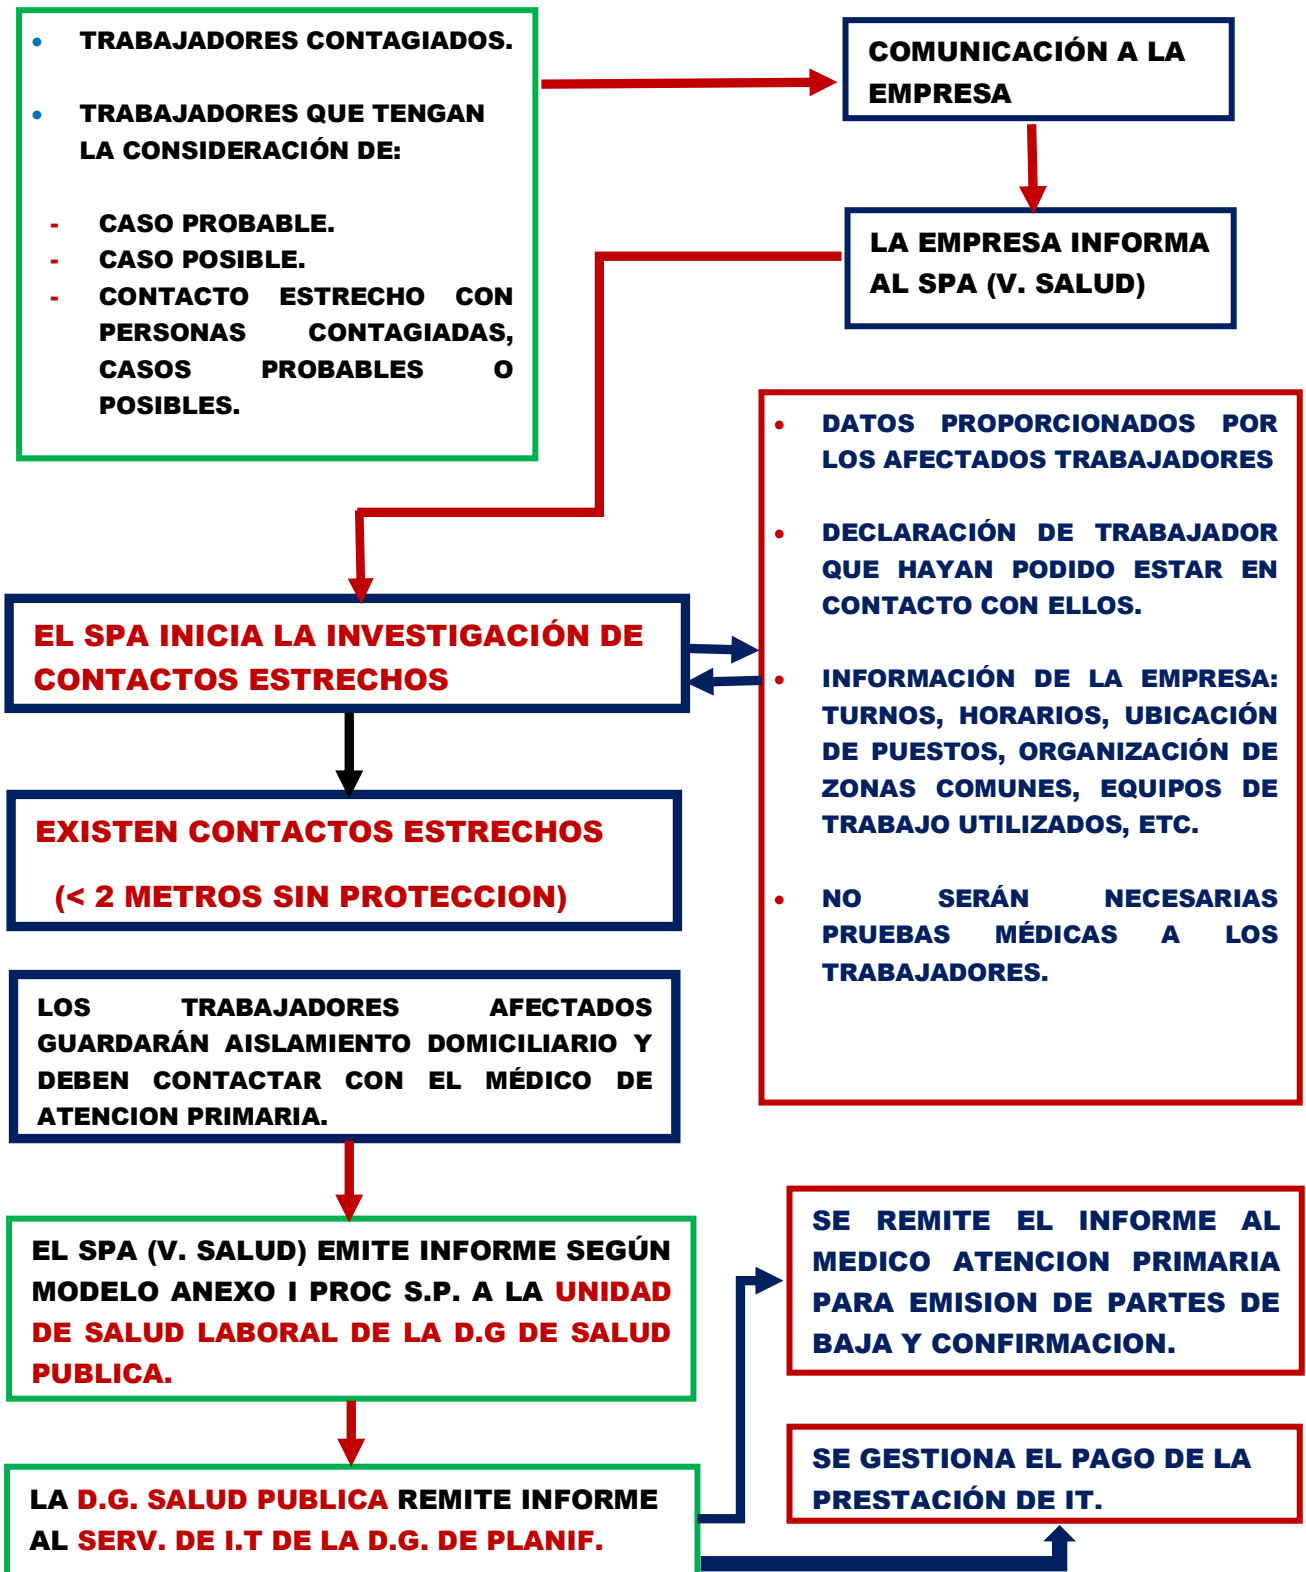 TRABAJADORES CONTAGIADOS.
TRABAJADORES QUE TENGAN
LA CONSIDERACIÓN DE:
- CASO PROBABLE.
- CASO POSIBLE.
- CONTACTO ESTRECHO CON
PERSONAS CONTAGIADAS,
CASOS PROBABLES O
POSIBLES.
COMUNICACIÓN A LA
EMPRESA
LA EMPRESA INFORMA
AL SPA (V. SALUD)
DATOS PROPORCIONADOS POR
LOS AFECTADOS TRABAJADORES
DECLARACIÓN DE TRABAJADOR
QUE HAYAN PODIDO ESTAR EN
CONTACTO CON ELLOS.
INFORMACIÓN DE LA EMPRESA:
TURNOS, HORARIOS, UBICACIÓN
DE PUESTOS, ORGANIZACIÓN DE
ZONAS COMUNES, EQUIPOS DE
TRABAJO UTILIZADOS, ETC.
NO SERÁN NECESARIAS
PRUEBAS MÉDICAS A LOS
TRABAJADORES.
EL SPA INICIA LA INVESTIGACIÓN DE
CONTACTOS ESTRECHOS
EXISTEN CONTACTOS ESTRECHOS
(< 2 METROS SIN PROTECCION)
LOS TRABAJADORES AFECTADOS
GUARDARÁN AISLAMIENTO DOMICILIARIO Y
DEBEN CONTACTAR CON EL MÉDICO DE
ATENCION PRIMARIA.
EL SPA (V. SALUD) EMITE INFORME SEGÚN
MODELO ANEXO I PROC S.P. A LA UNIDAD
DE SALUD LABORAL DE LA D.G DE SALUD
PUBLICA.
SE REMITE EL INFORME AL
MEDICO ATENCION PRIMARIA
PARA EMISION DE PARTES DE
BAJA Y CONFIRMACION.
LA D.G. SALUD PUBLICA REMITE INFORME
AL SERV. DE I.T DE LA D.G. DE PLANIF.
SE GESTIONA EL PAGO DE LA
PRESTACIÓN DE IT.